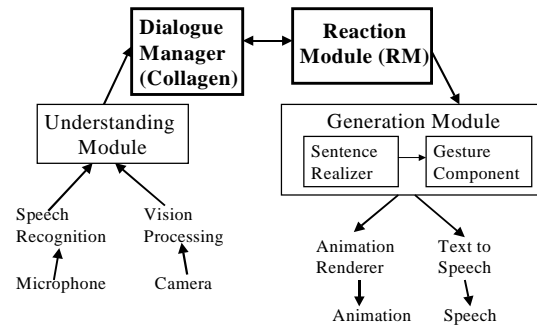 Dialogue
Manager
(Collagen)
Reaction
Module (RM)
Understanding
Module
Generation Module
Sentence
Realizer
Gesture
Component
Speech
Recognition
Vision
Processing
Microphone
Camera
Animation
Renderer
Text to
Speech
Animation
Speech